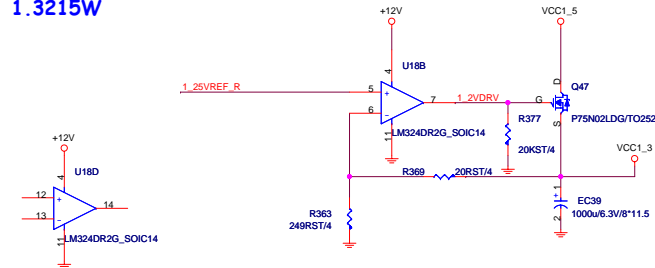 1.3215W
+12V
VCC1_5
U18B
Q47
4
D
1_25VREF_R
5
+
7
1_2VDRV
G
6
-
S
P75N02LDG/TO252
11
LM324DR2G_SOIC14
R377
20KST/4
VCC1_3
+12V
U18D
4
R369
20RST/4
12
+
14
13
-
11
LM324DR2G_SOIC14
R363
249RST/4
+
1
EC39
1000u/6.3V/8*11.5
2